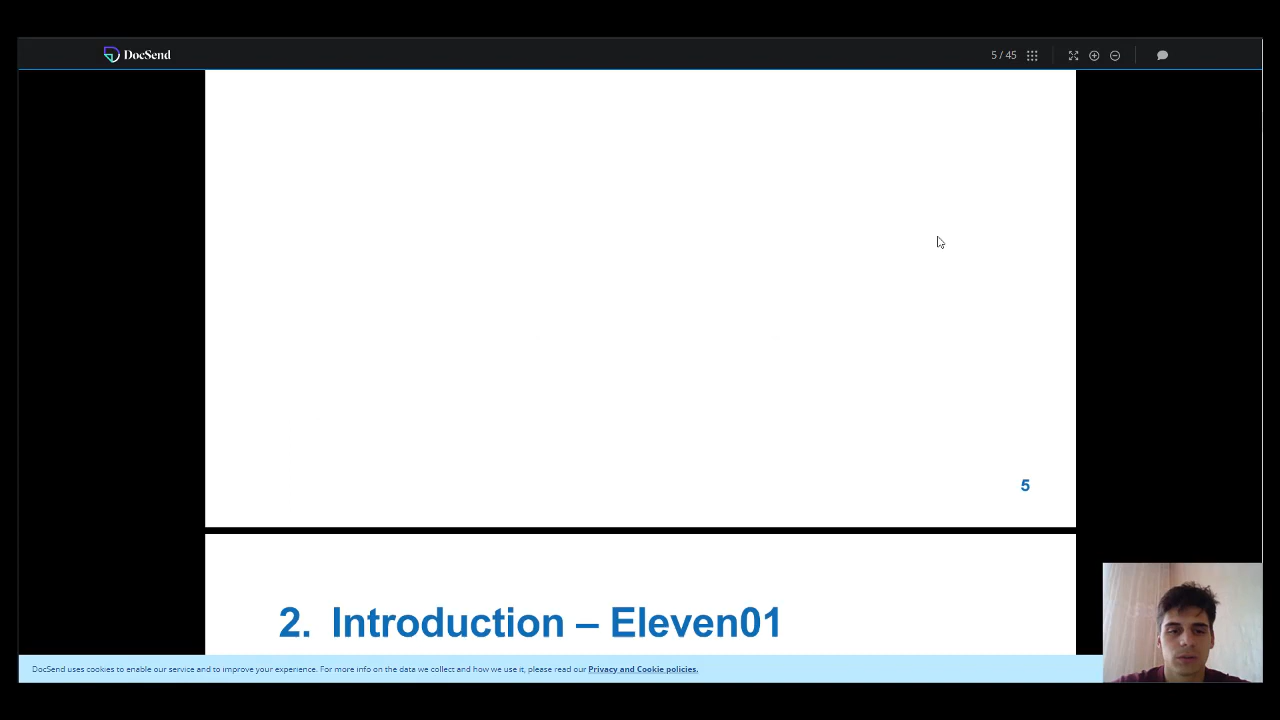 DocSend
5 / 45
5
2. Introduction – Eleven01
DocSend uses cookies to enable our service and to improve your experience. For more info on the data we collect and how we use it, please read our Privacy and Cookie policies.